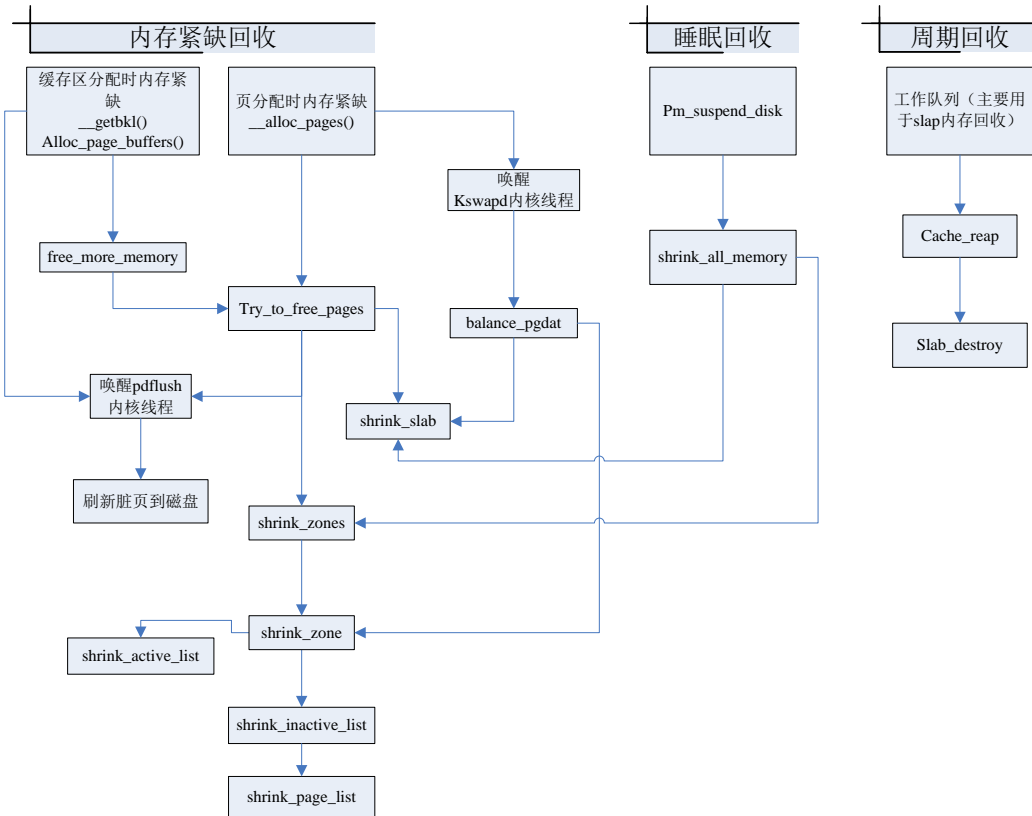 内存紧缺回收
睡眠回收
周期回收
缓存区分配时内存紧
缺
__getbkl()
Alloc_page_buffers()
页分配时内存紧缺
__alloc_pages()
Pm_suspend_disk
工作队列（主要用
于slap内存回收）
唤醒
Kswapd内核线程
free_more_memory
shrink_all_memory
Cache_reap
Try_to_free_pages
balance_pgdat
Slab_destroy
唤醒pdflush
内核线程
shrink_slab
刷新脏页到磁盘
shrink_zones
shrink_zone
shrink_active_list
shrink_inactive_list
shrink_page_list